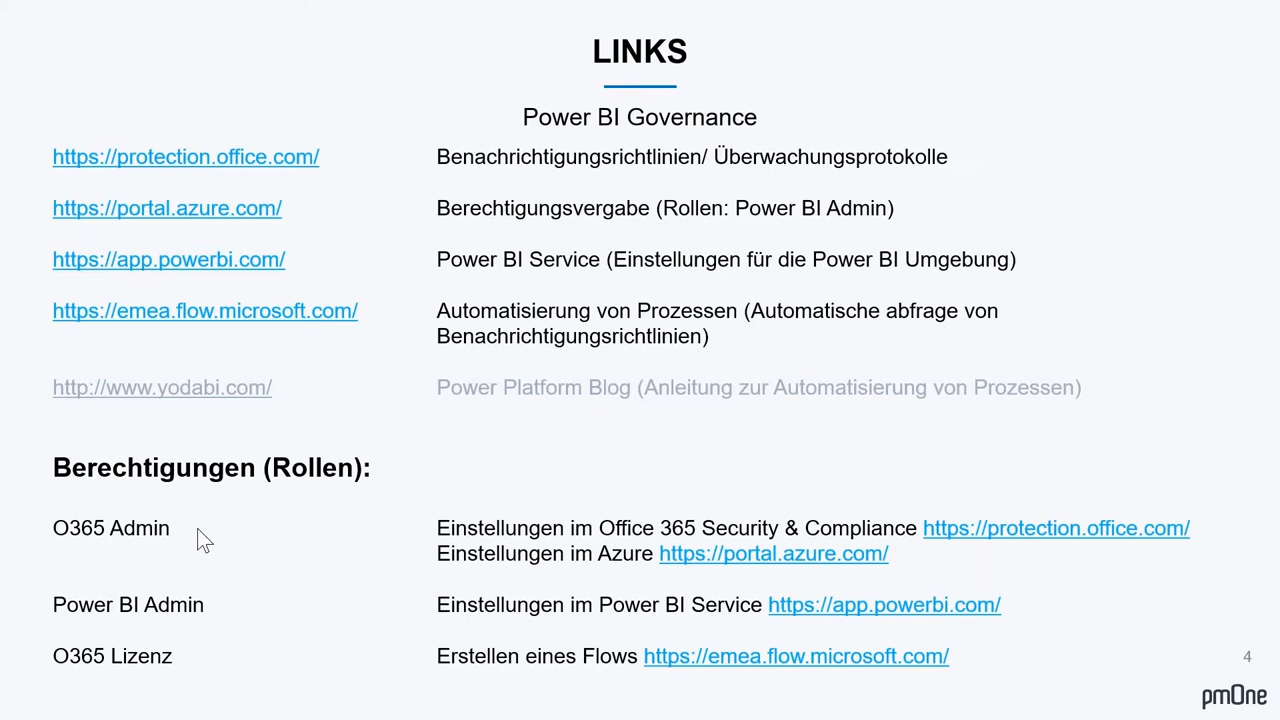 LINKS
Power BI Governance
https://protection.office.com/ Benachrichtigungsrichtlinien/ Überwachungsprotokolle
https://portal.azure.com/ Berechtigungsvergabe (Rollen: Power BI Admin)
https://app.powerbi.com/ Power BI Service (Einstellungen für die Power BI Umgebung)
https://emea.flow.microsoft.com/ Automatisierung von Prozessen (Automatische abfrage von
Benachrichtigungsrichtlinien)
http://www.yodabi.com/ Power Platform Blog (Anleitung zur Automatisierung von Prozessen)
Berechtigungen (Rollen):
O365 Admin Einstellungen im Office 365 Security & Compliance https://protection.office.com/
Einstellungen im Azure https://portal.azure.com/
Power BI Admin Einstellungen im Power BI Service https://app.powerbi.com/
O365 Lizenz Erstellen eines Flows https://emea.flow.microsoft.com/
4
pmOne